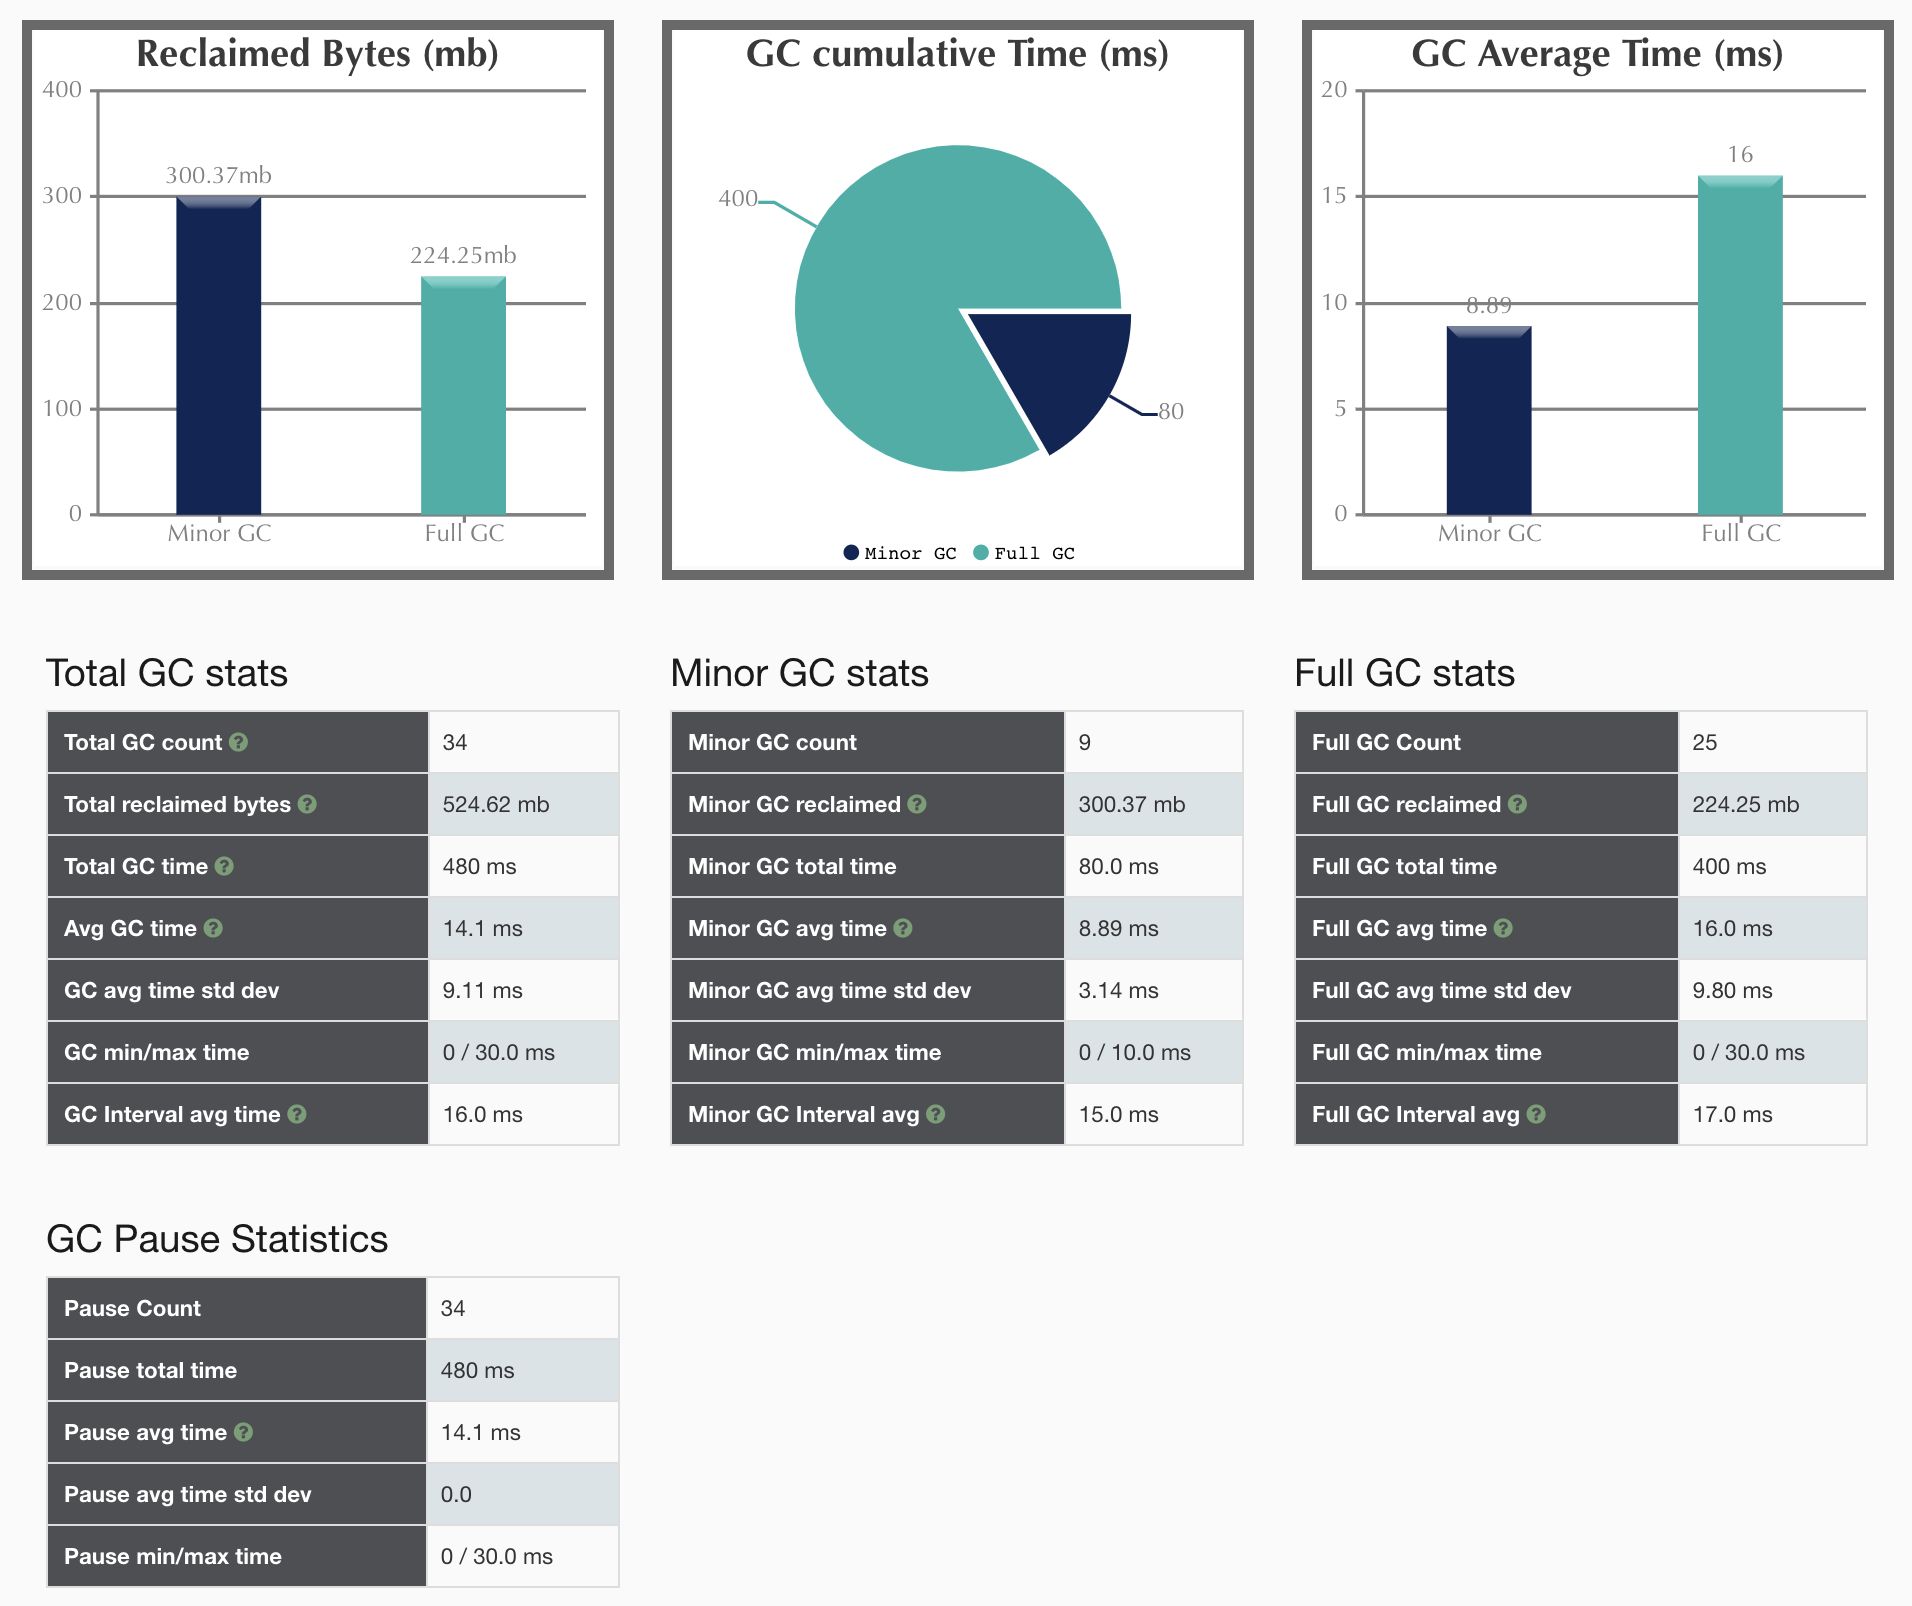 Reclaimed Bytes (mb)
400
300
200
100
0
300.37mb
224.25mb
Minor GC
Full GC
GC cumulative Time (ms)
400
80
Minor GC
Full GC
GC Average Time (ms)
20
15
10
5
0
16
8.89
Minor GC
Full GC
Total GC stats
Total GC count ? 34
Total reclaimed bytes ? 524.62 mb
Total GC time ? 480 ms
Avg GC time ? 14.1 ms
GC avg time std dev 9.11 ms
GC min/max time 0 / 30.0 ms
GC Interval avg time ? 16.0 ms
Minor GC stats
Minor GC count 9
Minor GC reclaimed ? 300.37 mb
Minor GC total time 80.0 ms
Minor GC avg time ? 8.89 ms
Minor GC avg time std dev 3.14 ms
Minor GC min/max time 0 / 10.0 ms
Minor GC Interval avg ? 15.0 ms
Full GC stats
Full GC Count 25
Full GC reclaimed ? 224.25 mb
Full GC total time 400 ms
Full GC avg time ? 16.0 ms
Full GC avg time std dev 9.80 ms
Full GC min/max time 0 / 30.0 ms
Full GC Interval avg ? 17.0 ms
GC Pause Statistics
Pause Count 34
Pause total time 480 ms
Pause avg time ? 14.1 ms
Pause avg time std dev 0.0
Pause min/max time 0 / 30.0 ms